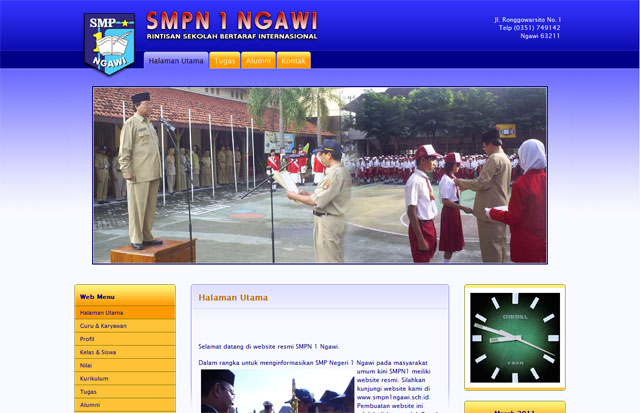 SMP
1
NGAWI
SMPN 1 NGAWI
RINTISAN SEKOLAH BERTARAF INTERNASIONAL
Jl. Ronggowarsito No. I
Telp (0351) 749142
Ngawi 63211
Halaman Utama
Tugas
Alumni
Kontak
Web Menu
Halaman Utama
Guru & Karyawan
Profil
Kelas & Siswa
Nilai
Kurikulum
Tugas
Alumni
Halaman Utama
Selamat datang di website resmi SMPN 1 Ngawi.
Dalam rangka untuk menginformasikan SMP Negeri 1 Ngawi pada masyarakat
umum kini SMPN1 meiliki
website resmi. Silahkan
kunjungi website kami di
www.smpn1ngawi.sch.id.
Pembuatan website ini
DIESEL
March 2011